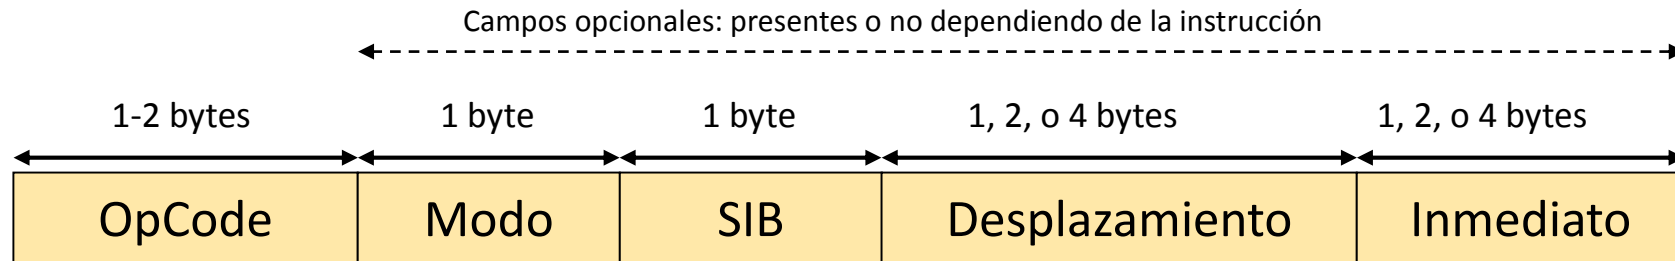 Campos opcionales: presentes o no dependiendo de la instrucción
1-2 bytes 1 byte 1 byte 1, 2, o 4 bytes 1, 2, o 4 bytes
OpCode Modo SIB Desplazamiento Inmediato